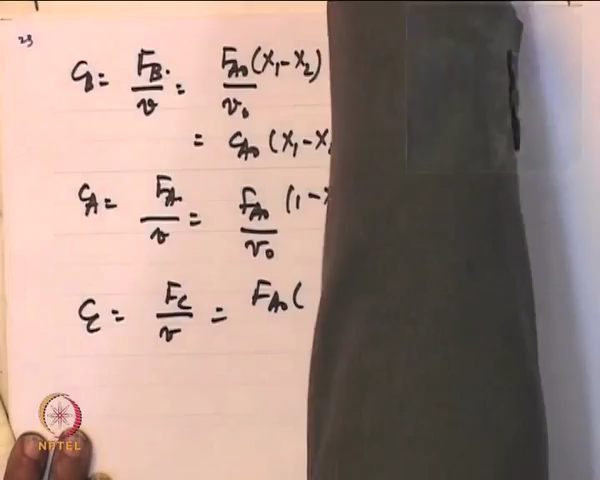 23
C_B = F_B / v = F_A0 (X_1 - X_2) / v_0
= C_A0 (X_1 - X
C_A = F_A / v = F_A0 (1 - / v_0
C_C = F_C / v = F_A0 (
NPTEL